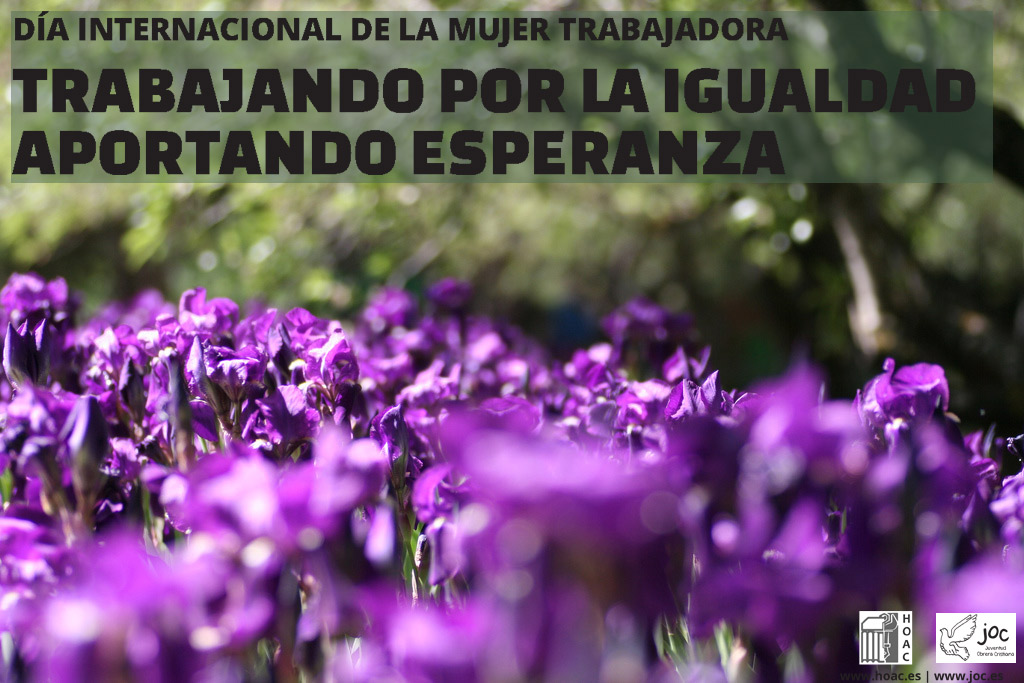 DÍA INTERNACIONAL DE LA MUJER TRABAJADORA
TRABAJANDO POR LA IGUALDAD
APORTANDO ESPERANZA
HOAC
joc
Juventud
Obrera Cristiana
www.hoac.es | www.joc.es